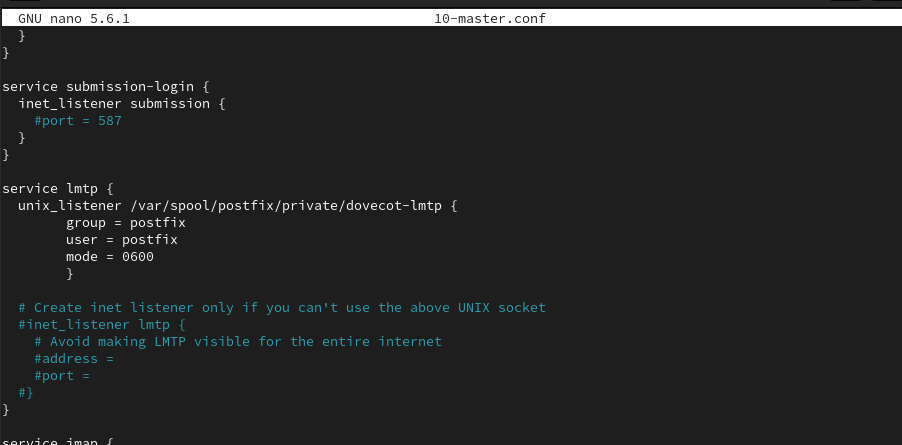 GNU nano 5.6.1 10-master.conf
}
}
service submission-login {
inet_listener submission {
#port = 587
}
}
service lmtp {
unix_listener /var/spool/postfix/private/dovecot-lmtp {
group = postfix
user = postfix
mode = 0600
}
# Create inet listener only if you can't use the above UNIX socket
#inet_listener lmtp {
# Avoid making LMTP visible for the entire internet
#address =
#port =
#}
}
service imap {